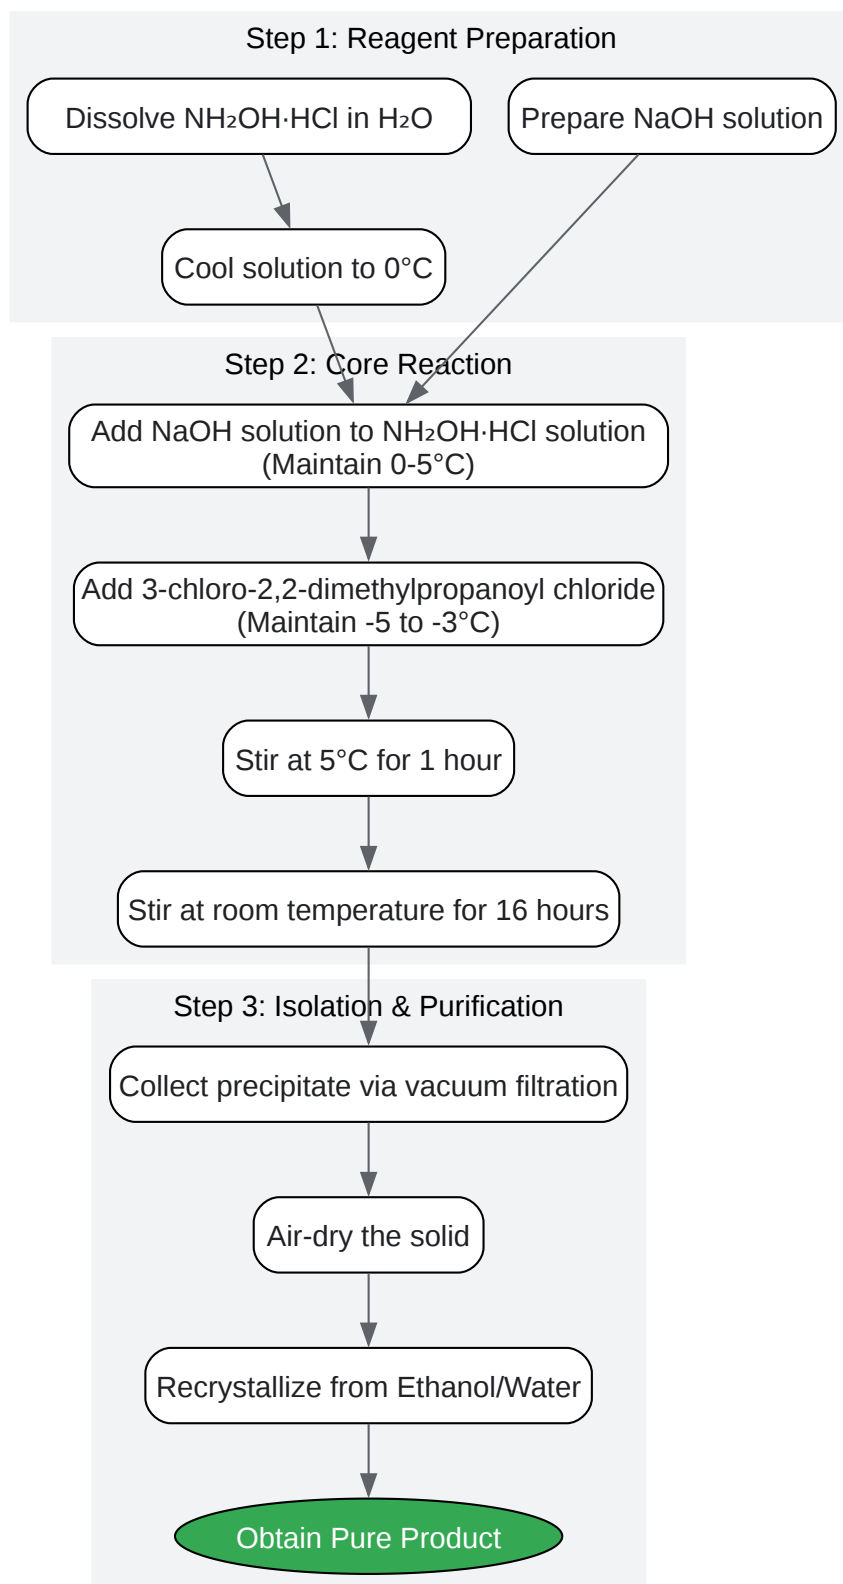 Step 1: Reagent Preparation
Dissolve NH₂OH·HCl in H₂O
Prepare NaOH solution
Cool solution to 0°C
Step 2: Core Reaction
Add NaOH solution to NH₂OH·HCl solution
(Maintain 0-5°C)
Add 3-chloro-2,2-dimethylpropanoyl chloride
(Maintain -5 to -3°C)
Stir at 5°C for 1 hour
Stir at room temperature for 16 hours
Step 3: Isolation & Purification
Collect precipitate via vacuum filtration
Air-dry the solid
Recrystallize from Ethanol/Water
Obtain Pure Product